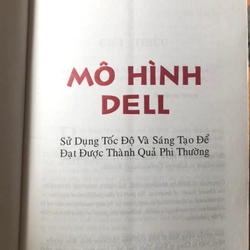 MÔ HÌNH
DELL
Sử Dụng Tốc Độ Và Sáng Tạo Để
Đạt Được Thành Quả Phi Thường